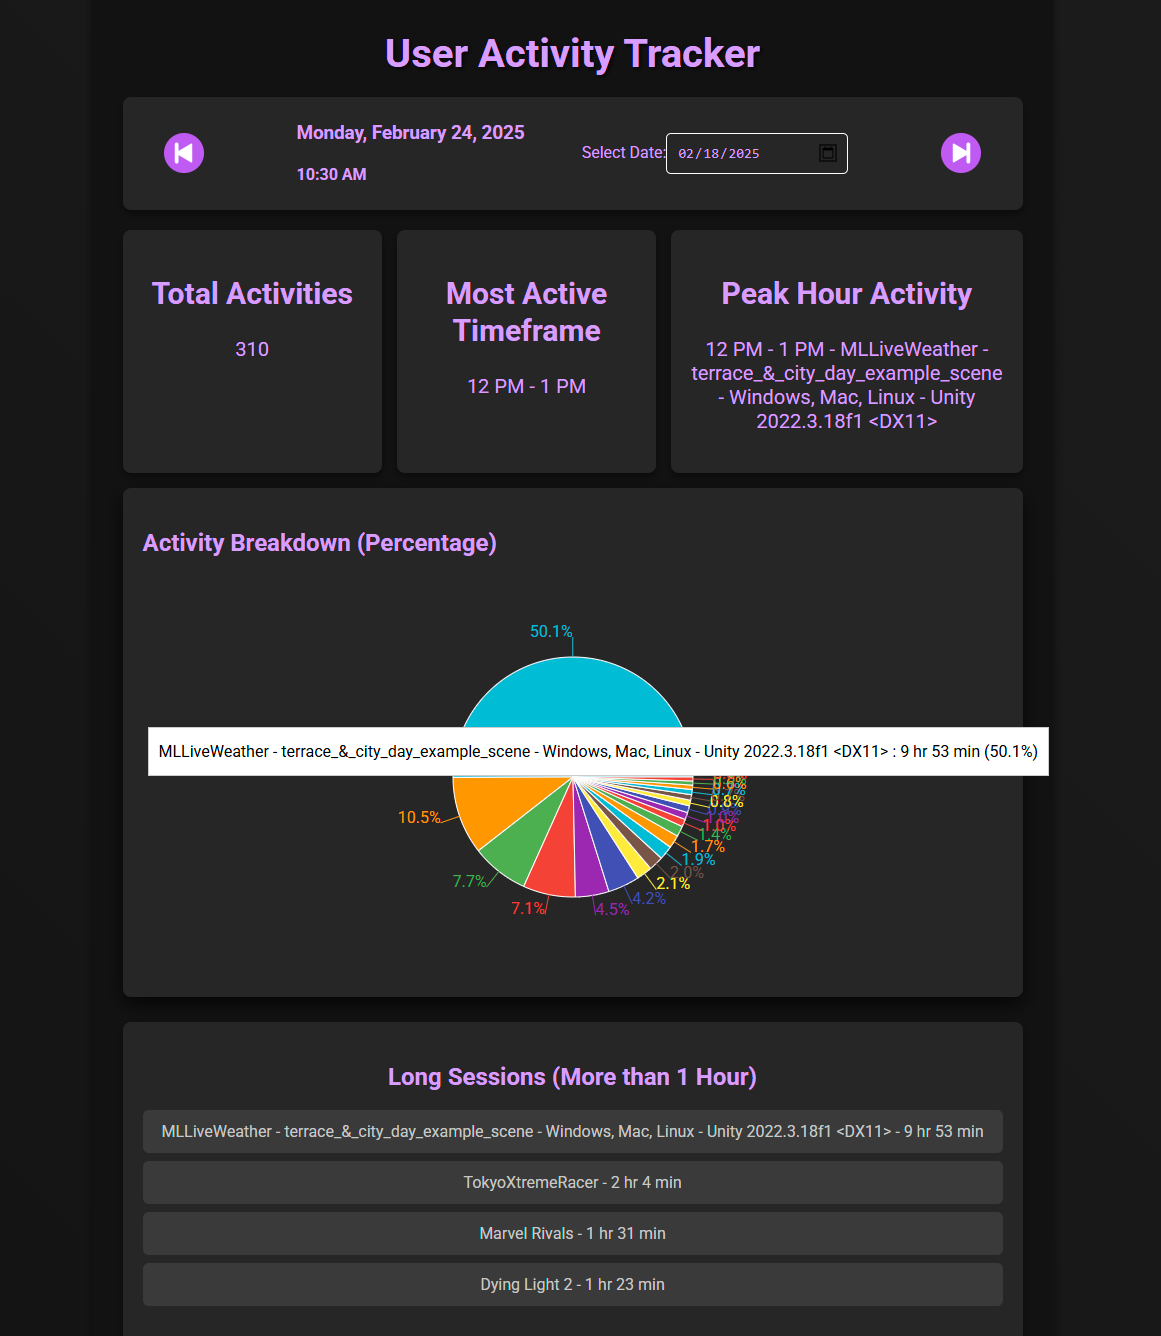 User Activity Tracker
Monday, February 24, 2025
10:30 AM
Select Date:
02/18/2025
Total Activities
310
Most Active
Timeframe
12 PM - 1 PM
Peak Hour Activity
12 PM - 1 PM - MLLiveWeather -
terrace_&_city_day_example_scene
- Windows, Mac, Linux - Unity
2022.3.18f1 <DX11>
Activity Breakdown (Percentage)
50.1%
MLLiveWeather - terrace_&_city_day_example_scene - Windows, Mac, Linux - Unity 2022.3.18f1 <DX11> : 9 hr 53 min (50.1%)
0.6%
0.8%
1.0%
1.4%
1.7%
1.9%
2.0%
2.1%
4.2%
4.5%
7.1%
7.7%
10.5%
Long Sessions (More than 1 Hour)
MLLiveWeather - terrace_&_city_day_example_scene - Windows, Mac, Linux - Unity 2022.3.18f1 <DX11> - 9 hr 53 min
TokyoXtremeRacer - 2 hr 4 min
Marvel Rivals - 1 hr 31 min
Dying Light 2 - 1 hr 23 min